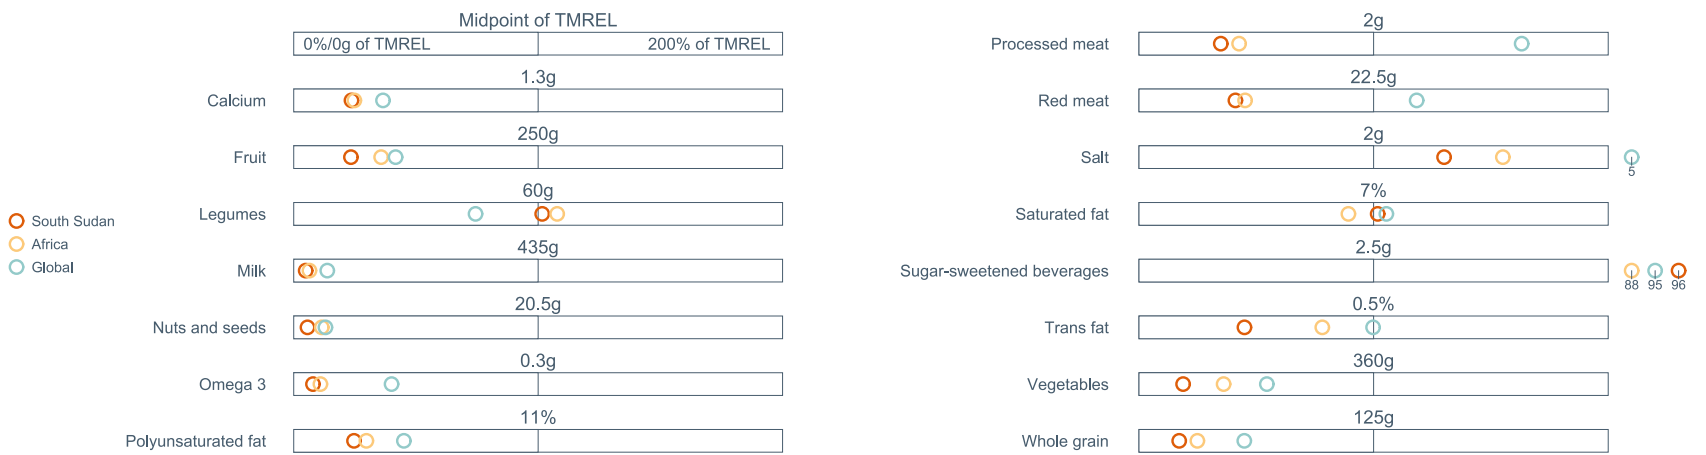 Midpoint of TMREL
0%/0g of TMREL 200% of TMREL
1.3g
Calcium
250g
Fruit
60g
Legumes
435g
Milk
20.5g
Nuts and seeds
0.3g
Omega 3
11%
Polyunsaturated fat
South Sudan
Africa
Global
2g
Processed meat
22.5g
Red meat
2g
Salt
5
7%
Saturated fat
2.5g
Sugar-sweetened beverages
88 95 96
0.5%
Trans fat
360g
Vegetables
125g
Whole grain